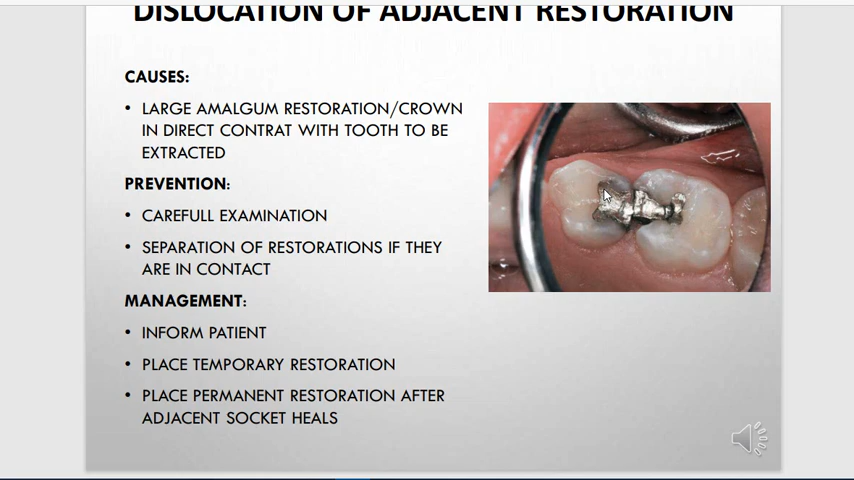 DISLOCATION OF ADJACENT RESTORATION
CAUSES:
• LARGE AMALGUM RESTORATION/CROWN
IN DIRECT CONTRAT WITH TOOTH TO BE
EXTRACTED
PREVENTION:
• CAREFULL EXAMINATION
• SEPARATION OF RESTORATIONS IF THEY
ARE IN CONTACT
MANAGEMENT:
• INFORM PATIENT
• PLACE TEMPORARY RESTORATION
• PLACE PERMANENT RESTORATION AFTER
ADJACENT SOCKET HEALS